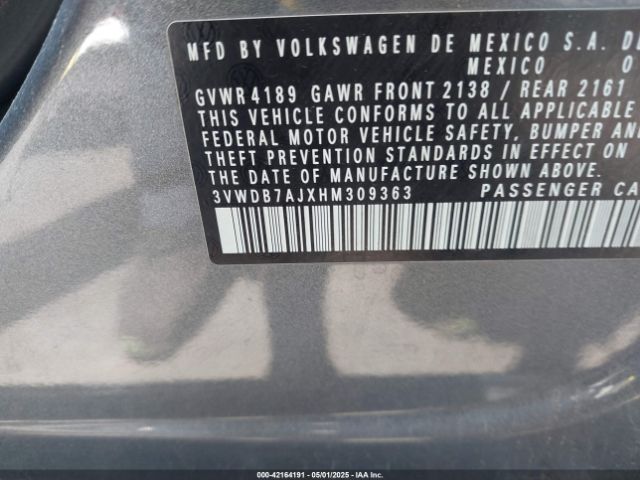 MFD BY VOLKSWAGEN DE MEXICO S.A. DE
MEXICO
GVWR 4189 GAWR FRONT 2138 / REAR 2161
THIS VEHICLE CONFORMS TO ALL APPLICABLE
FEDERAL MOTOR VEHICLE SAFETY, BUMPER AN
THEFT PREVENTION STANDARDS IN EFFECT ON
THE DATE OF MANUFACTURE SHOWN ABOVE.
3VWDB7AJXHM309363 PASSENGER CA
000-42164191 - 05/01/2025 - IAA Inc.